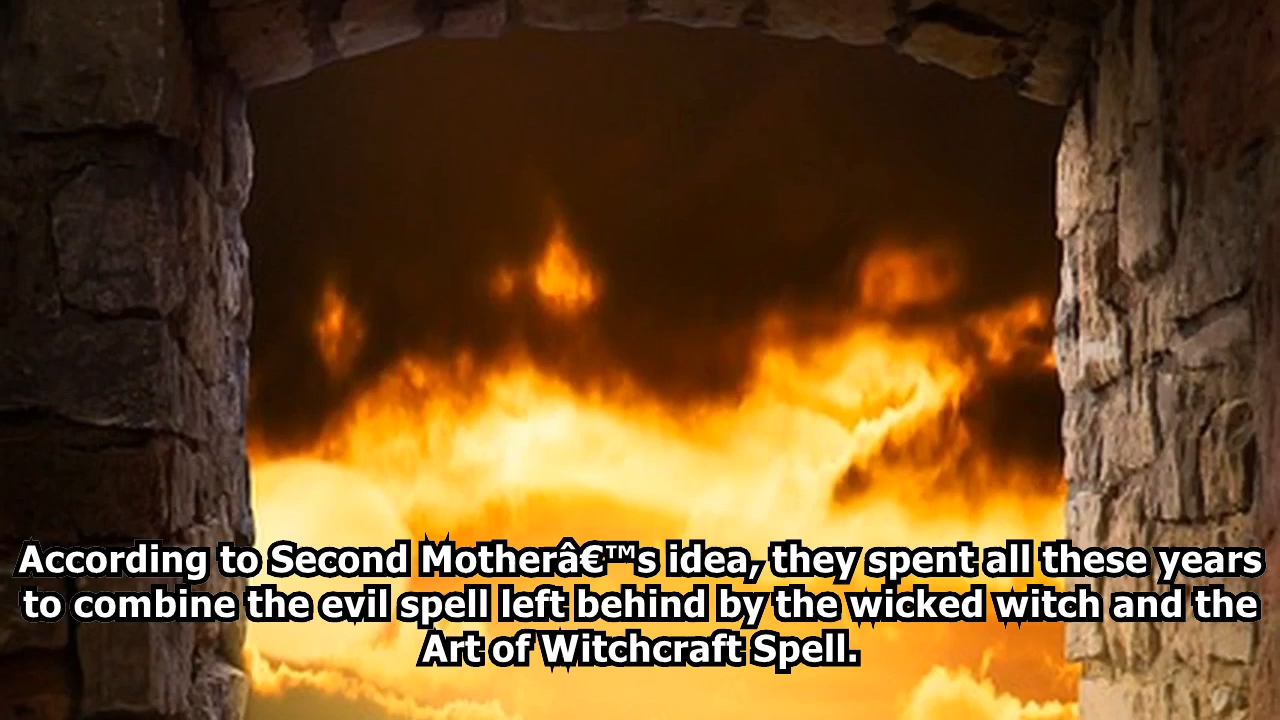 According to Second Motherâ€™s idea, they spent all these years
to combine the evil spell left behind by the wicked witch and the
Art of Witchcraft Spell.